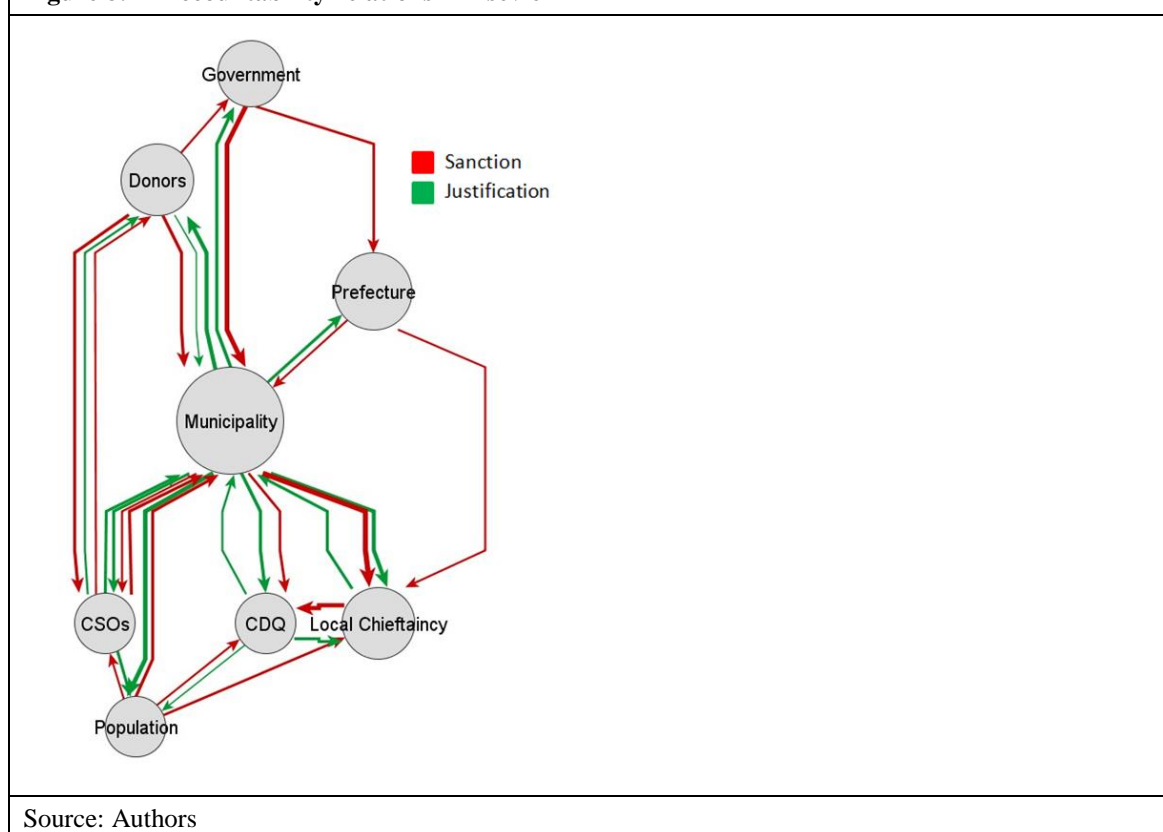 Government
Sanction
Donors
Justification
Prefecture
Municipality
CSOs
CDQ
Local Chieftaincy
Population
Source: Authors